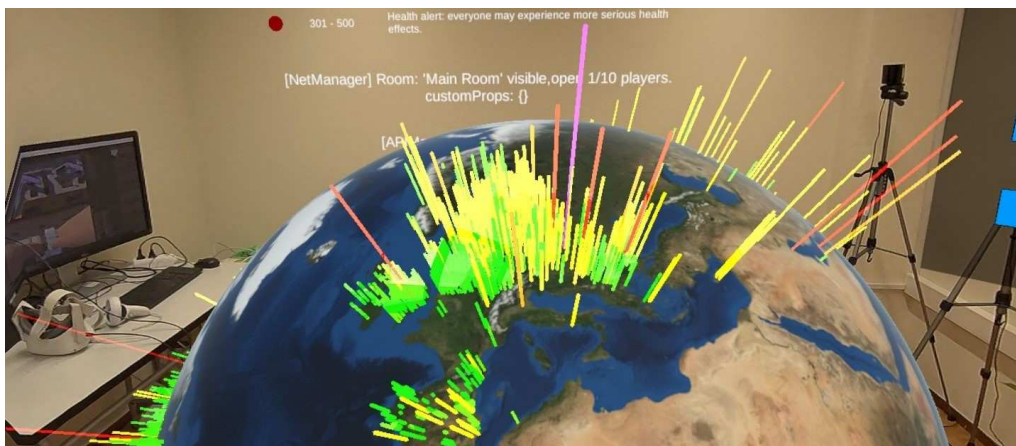 301 - 500
Health alert: everyone may experience more serious health
effects.
[NetManager] Room: 'Main Room' visible,open 1/10 players.
customProps: {}